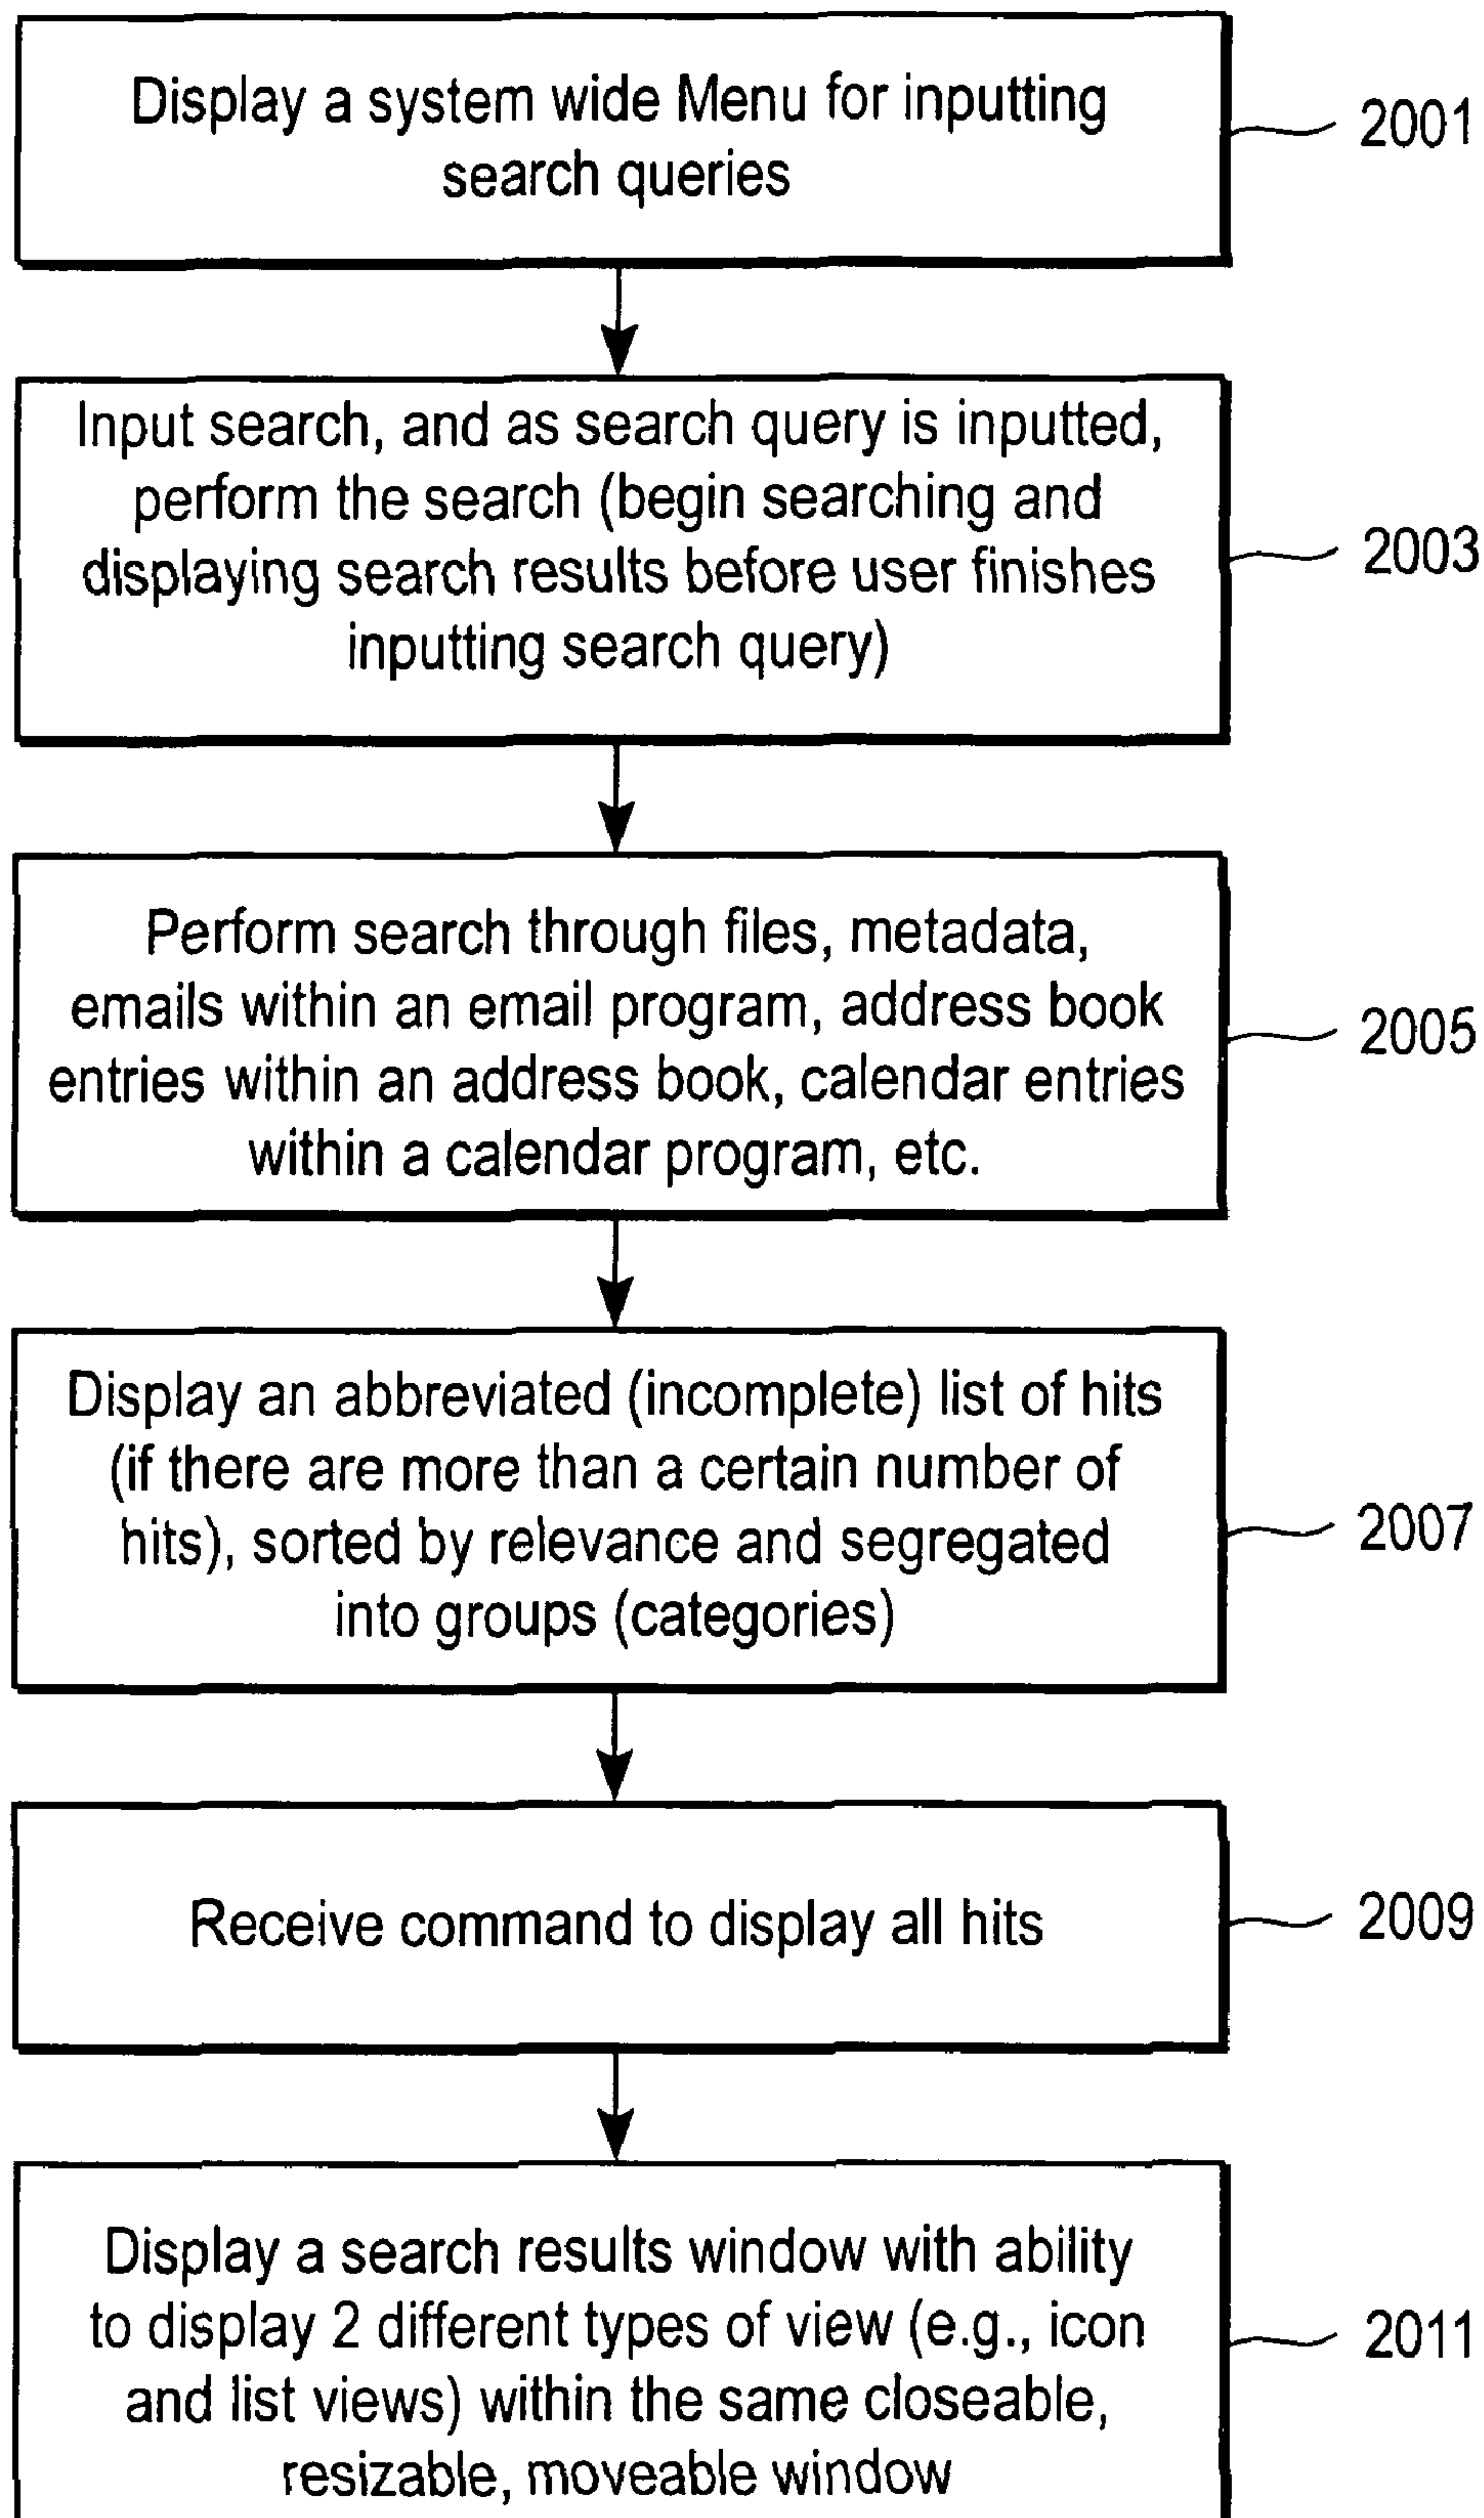 Display a system wide Menu for inputting
search queries
2001
Input search, and as search query is inputted,
perform the search (begin searching and
displaying search results before user finishes
inputting search query)
2003
Perform search through files, metadata,
emails within an email program, address book
entries within an address book, calendar entries
within a calendar program, etc.
2005
Display an abbreviated (incomplete) list of hits
(if there are more than a certain number of
hits), sorted by relevance and segregated
into groups (categories)
2007
Receive command to display all hits
2009
Display a search results window with ability
to display 2 different types of view (e.g., icon
and list views) within the same closeable,
resizable, moveable window
2011